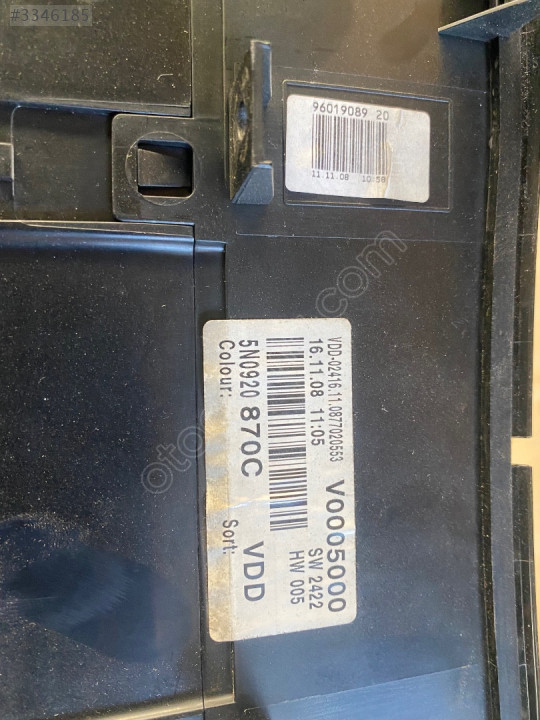 #3346185
96019089 20
11.11.08 10:58
VDD-02416.11.0877020553
16.11.08 11:05
V0005000
SW 2422
HW 005
5N0920 870C
Colour:
Sort: VDD